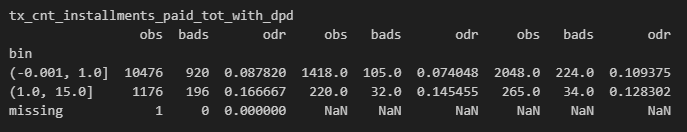 tx_cnt_installments_paid_tot_with_dpd
obs bads odr obs bads odr obs bads odr
bin
(-0.001, 1.0] 10476 920 0.087820 1418.0 105.0 0.074048 2048.0 224.0 0.109375
(1.0, 15.0] 1176 196 0.166667 220.0 32.0 0.145455 265.0 34.0 0.128302
missing 1 0 0.000000 NaN NaN NaN NaN NaN NaN